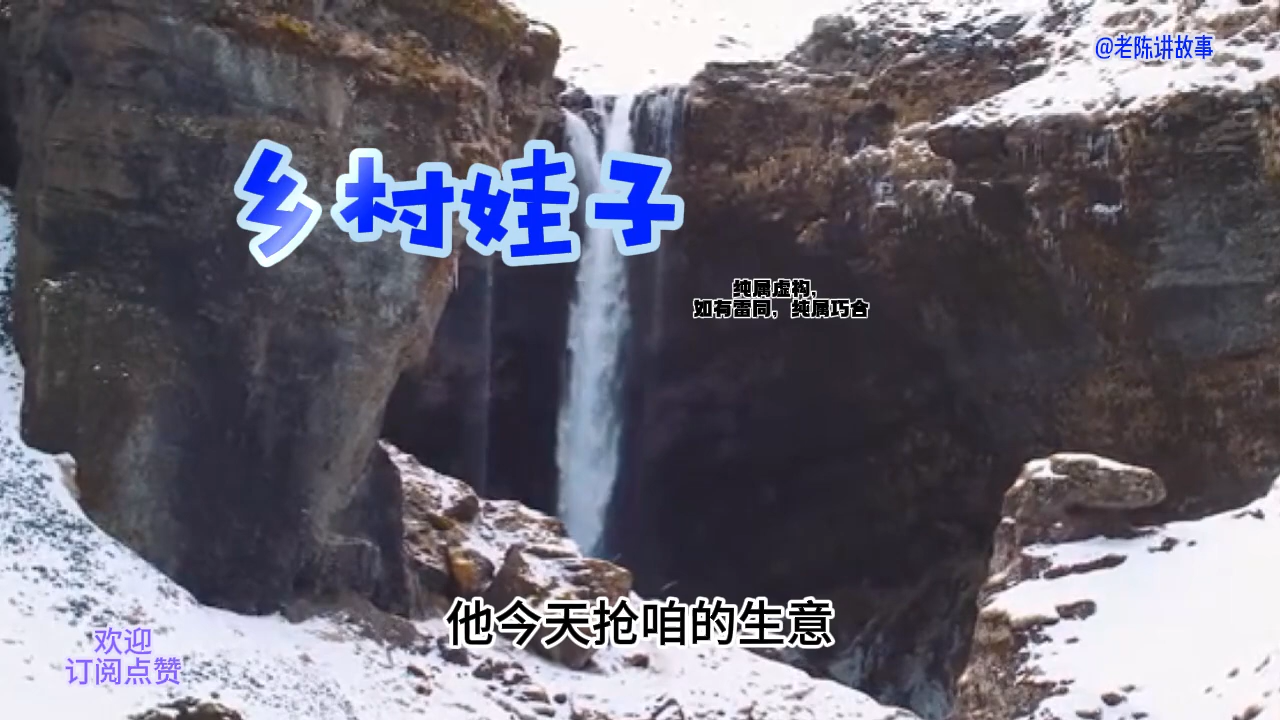 @老陈讲故事
乡村娃子
纯属虚构,
如有雷同，纯属巧合
他今天抢咱的生意
欢迎
订阅点赞